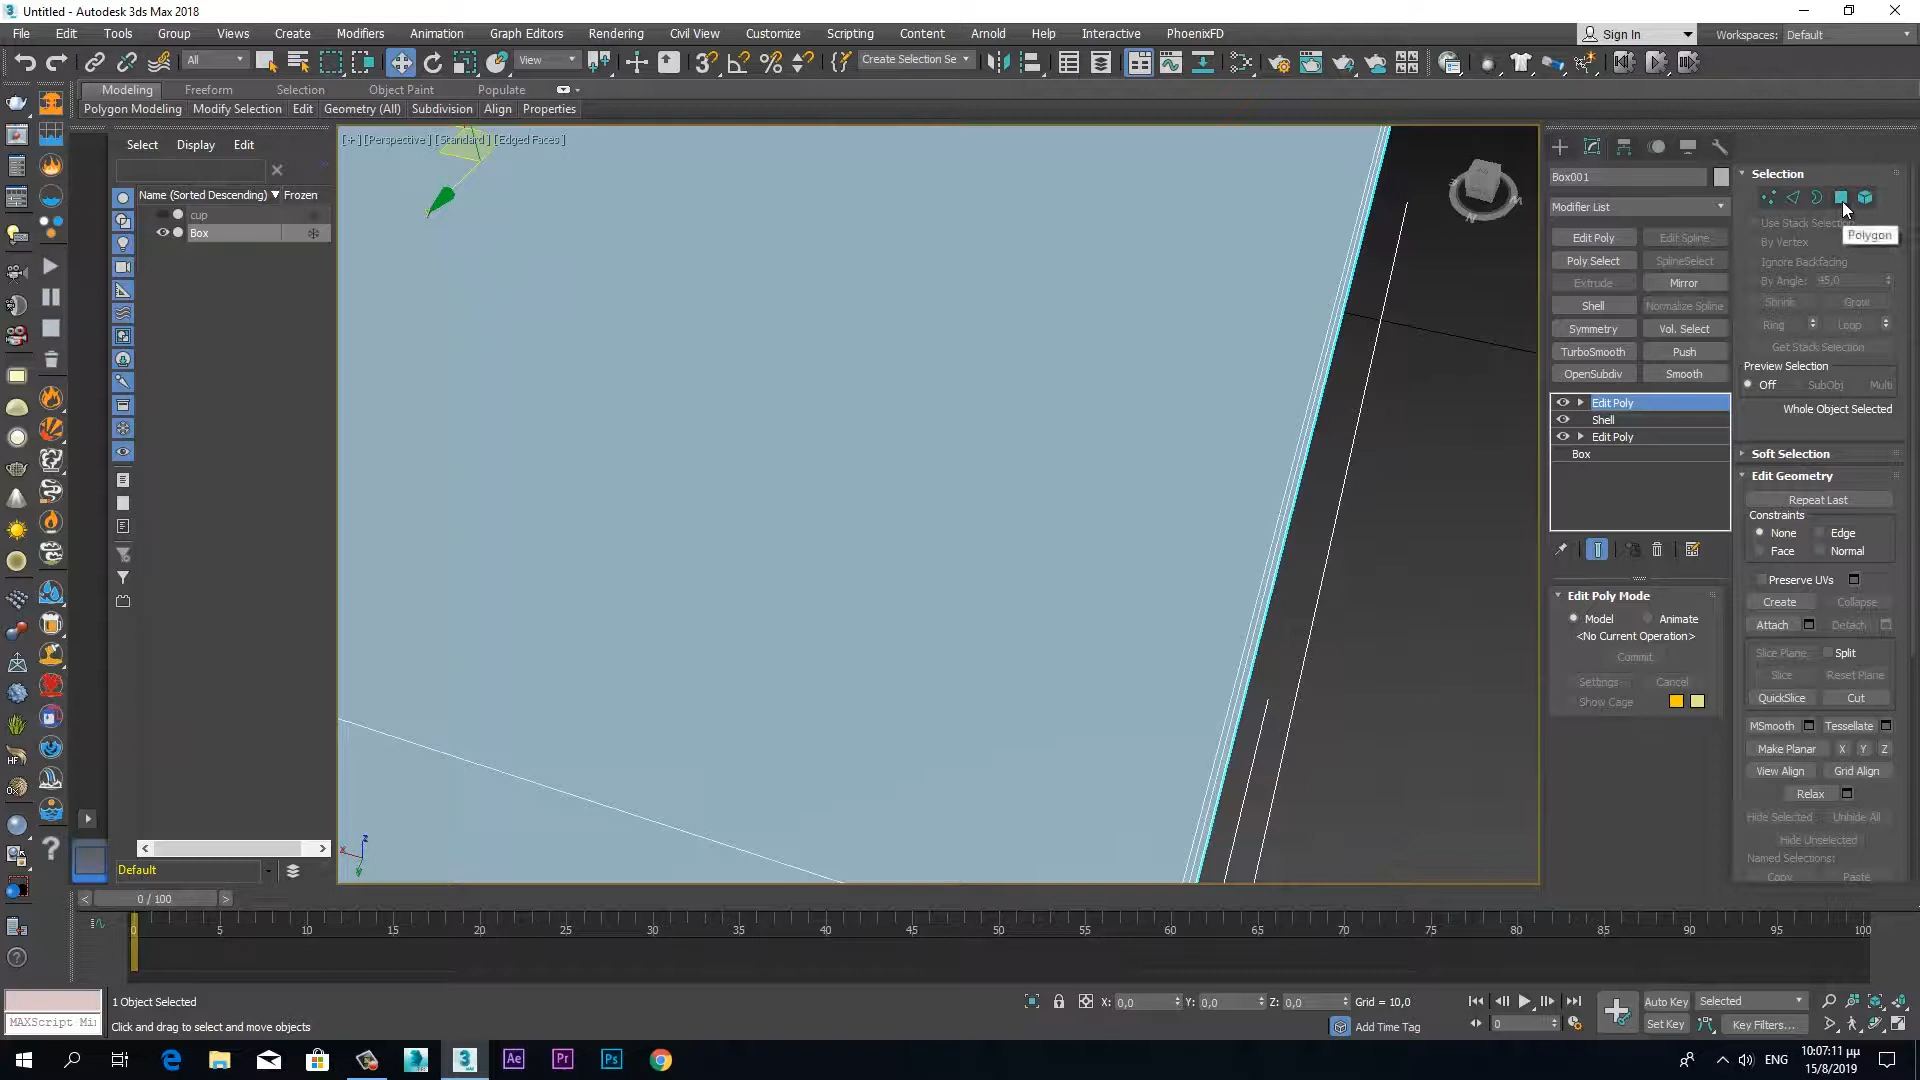 Untitled - Autodesk 3ds Max 2018
File Edit Tools Group Views Create Modifiers Animation Graph Editors Rendering Civil View Customize Scripting Content Arnold Help Interactive PhoenixFD
Sign In Workspaces: Default
All View Create Selection Se
Modeling Freeform Selection Object Paint Populate
Polygon Modeling Modify Selection Edit Geometry (All) Subdivision Align Properties
Select Display Edit
Name (Sorted Descending) Frozen
cup
Box
Default
[+] [Perspective] [Standard] [Edged Faces]
Box001
Modifier List
Edit Poly Edit Spline
Poly Select SplineSelect
Extrude Mirror
Shell Normalize Spline
Symmetry Vol. Select
TurboSmooth Push
OpenSubdiv Smooth
Edit Poly
Shell
Edit Poly
Box
Edit Poly Mode
Model Animate
<No Current Operation>
Commit
Settings Cancel
Show Cage
Selection
Use Stack Selection
Polygon
By Vertex
Ignore Backfacing
By Angle: 45,0
Shrink Grow
Ring Loop
Get Stack Selection
Preview Selection
Off SubObj Multi
Whole Object Selected
Soft Selection
Edit Geometry
Repeat Last
Constraints
None Edge
Face Normal
Preserve UVs
Create Collapse
Attach Detach
Slice Plane Split
Slice Reset Plane
QuickSlice Cut
MSmooth Tessellate
Make Planar X Y Z
View Align Grid Align
Relax
Hide Selected Unhide All
Hide Unselected
Named Selections:
Copy Paste
< 0 / 100 >
0 5 10 15 20 25 30 35 40 45 50 55 60 65 70 75 80 85 90 95 100
1 Object Selected
X: 0,0 Y: 0,0 Z: 0,0 Grid = 10,0
Auto Key Selected
MAXScript Mi
Click and drag to select and move objects
Add Time Tag
0
Set Key Key Filters...
Ae Pr Ps
ENG
10:07:11 μμ
15/8/2019